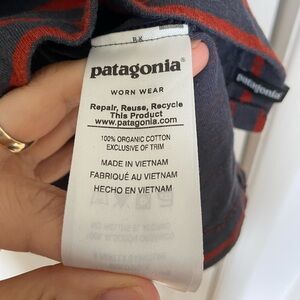 patagonia®
WORN WEAR
Repair, Reuse, Recycle
This Product
www.patagonia.com
100% ORGANIC COTTON
EXCLUSIVE OF TRIM
MADE IN VIETNAM
FABRIQUÉ AU VIETNAM
HECHO EN VIETNAM
patagonia